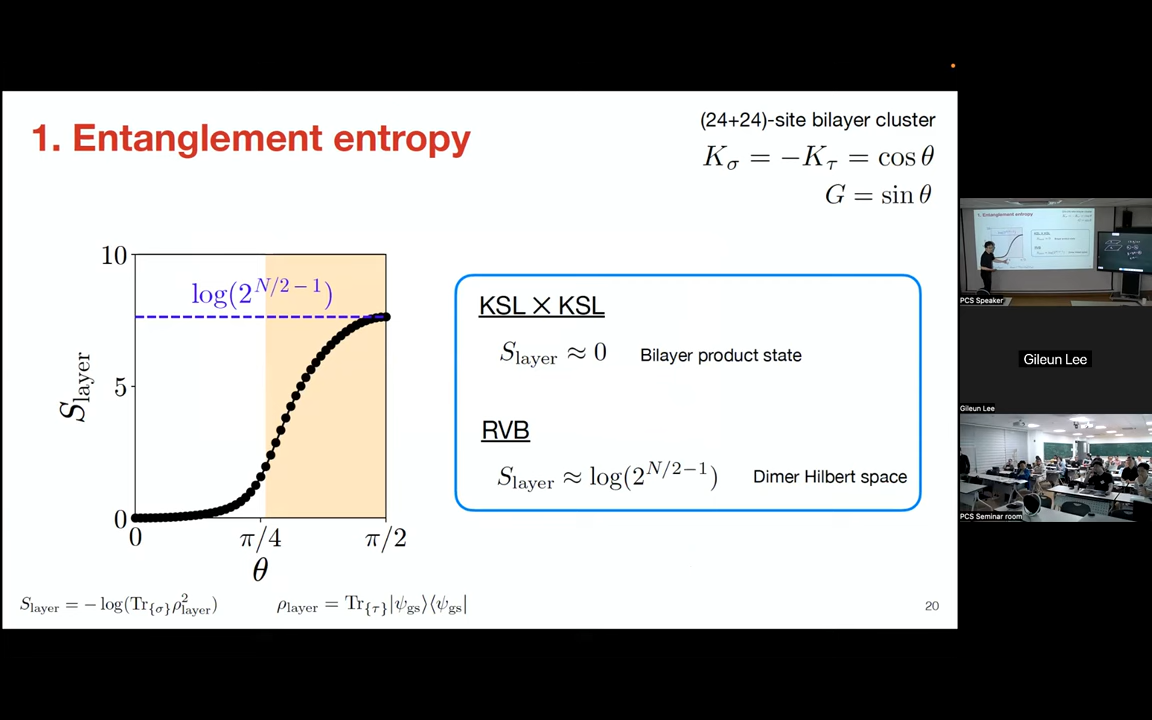 1. Entanglement entropy
(24+24)-site bilayer cluster
K_σ = −K_τ = cos θ
G = sin θ
10
5
0
S_layer
log(2^{N/2−1})
0
π/4
π/2
θ
KSL × KSL
S_layer ≈ 0 Bilayer product state
RVB
S_layer ≈ log(2^{N/2−1}) Dimer Hilbert space
S_layer = − log(Tr_{σ}ρ²_layer) ρ_layer = Tr_{τ}|ψ_gs⟩⟨ψ_gs|
20
1. Entanglement entropy
PCS Speaker
Gileun Lee
Gileun Lee
PCS Seminar room